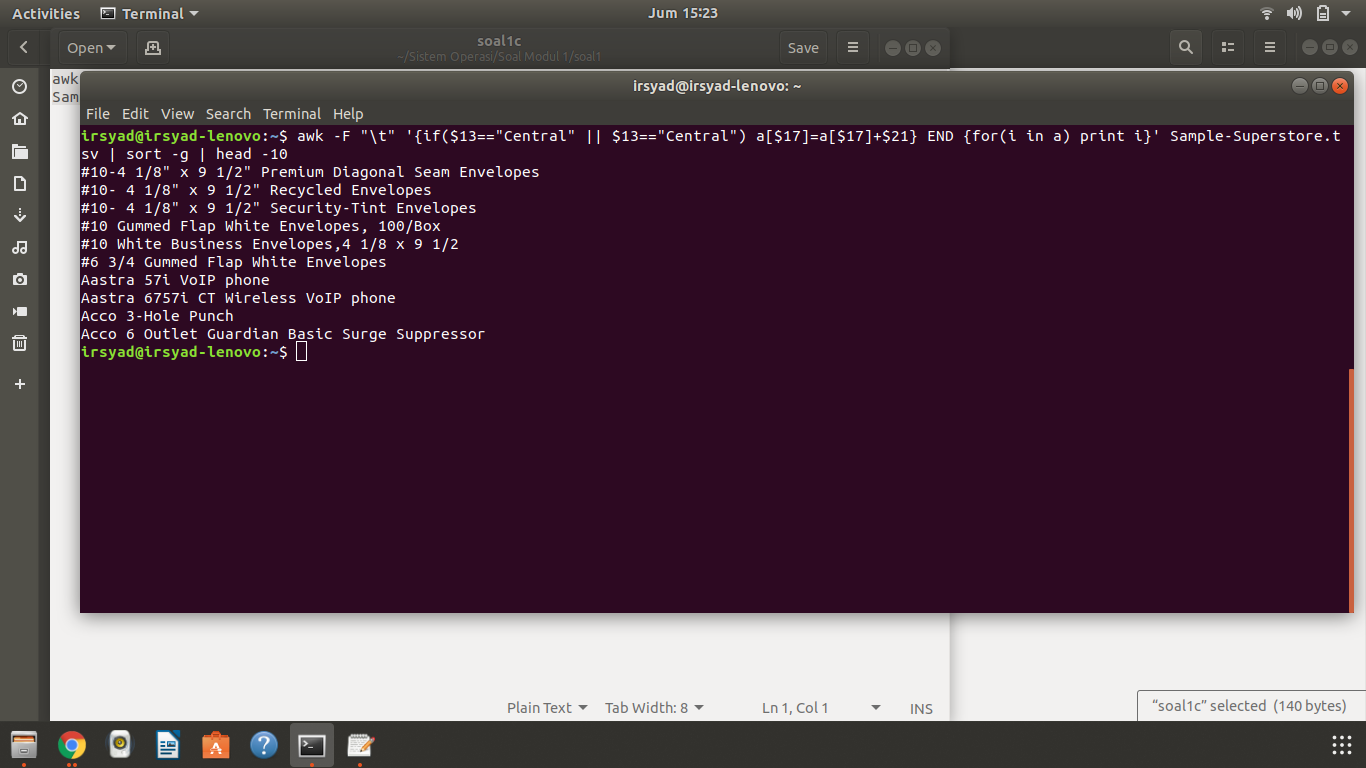 Activities Terminal Jum 15:23
Open soal1c Save
~/Sistem Operasi/Soal Modul 1/soal1
awk
Sam
irsyad@irsyad-lenovo: ~
File Edit View Search Terminal Help
irsyad@irsyad-lenovo:~$ awk -F "\t" '{if($13=="Central" || $13=="Central") a[$17]=a[$17]+$21} END {for(i in a) print i}' Sample-Superstore.t
sv | sort -g | head -10
#10-4 1/8" x 9 1/2" Premium Diagonal Seam Envelopes
#10- 4 1/8" x 9 1/2" Recycled Envelopes
#10- 4 1/8" x 9 1/2" Security-Tint Envelopes
#10 Gummed Flap White Envelopes, 100/Box
#10 White Business Envelopes,4 1/8 x 9 1/2
#6 3/4 Gummed Flap White Envelopes
Aastra 57i VoIP phone
Aastra 6757i CT Wireless VoIP phone
Acco 3-Hole Punch
Acco 6 Outlet Guardian Basic Surge Suppressor
irsyad@irsyad-lenovo:~$
Plain Text Tab Width: 8 Ln 1, Col 1 INS
“soal1c” selected (140 bytes)